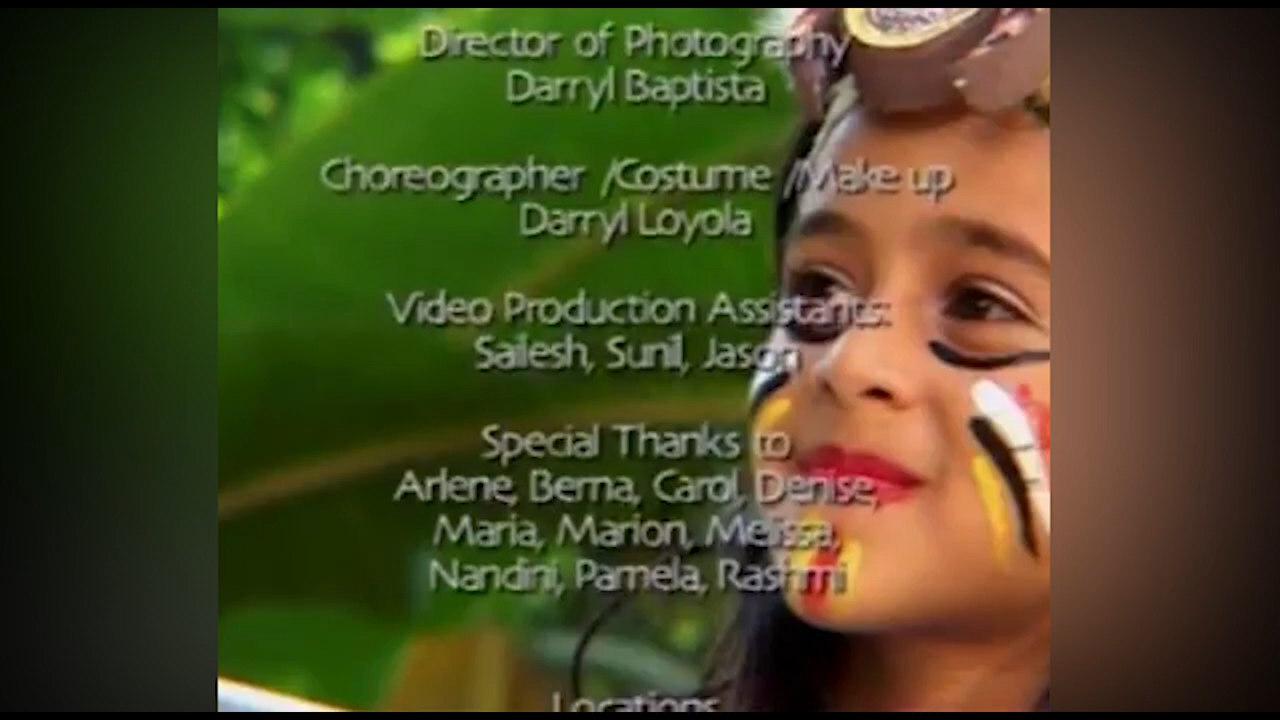 Director of Photography
Darryl Baptista
Choreographer /Costume /Make up
Darryl Loyola
Video Production Assistants:
Sailesh, Sunil, Jason
Special Thanks to
Arlene, Berna, Carol, Denise,
Maria, Marion, Melissa,
Nandini, Pamela, Rashmi
Locations